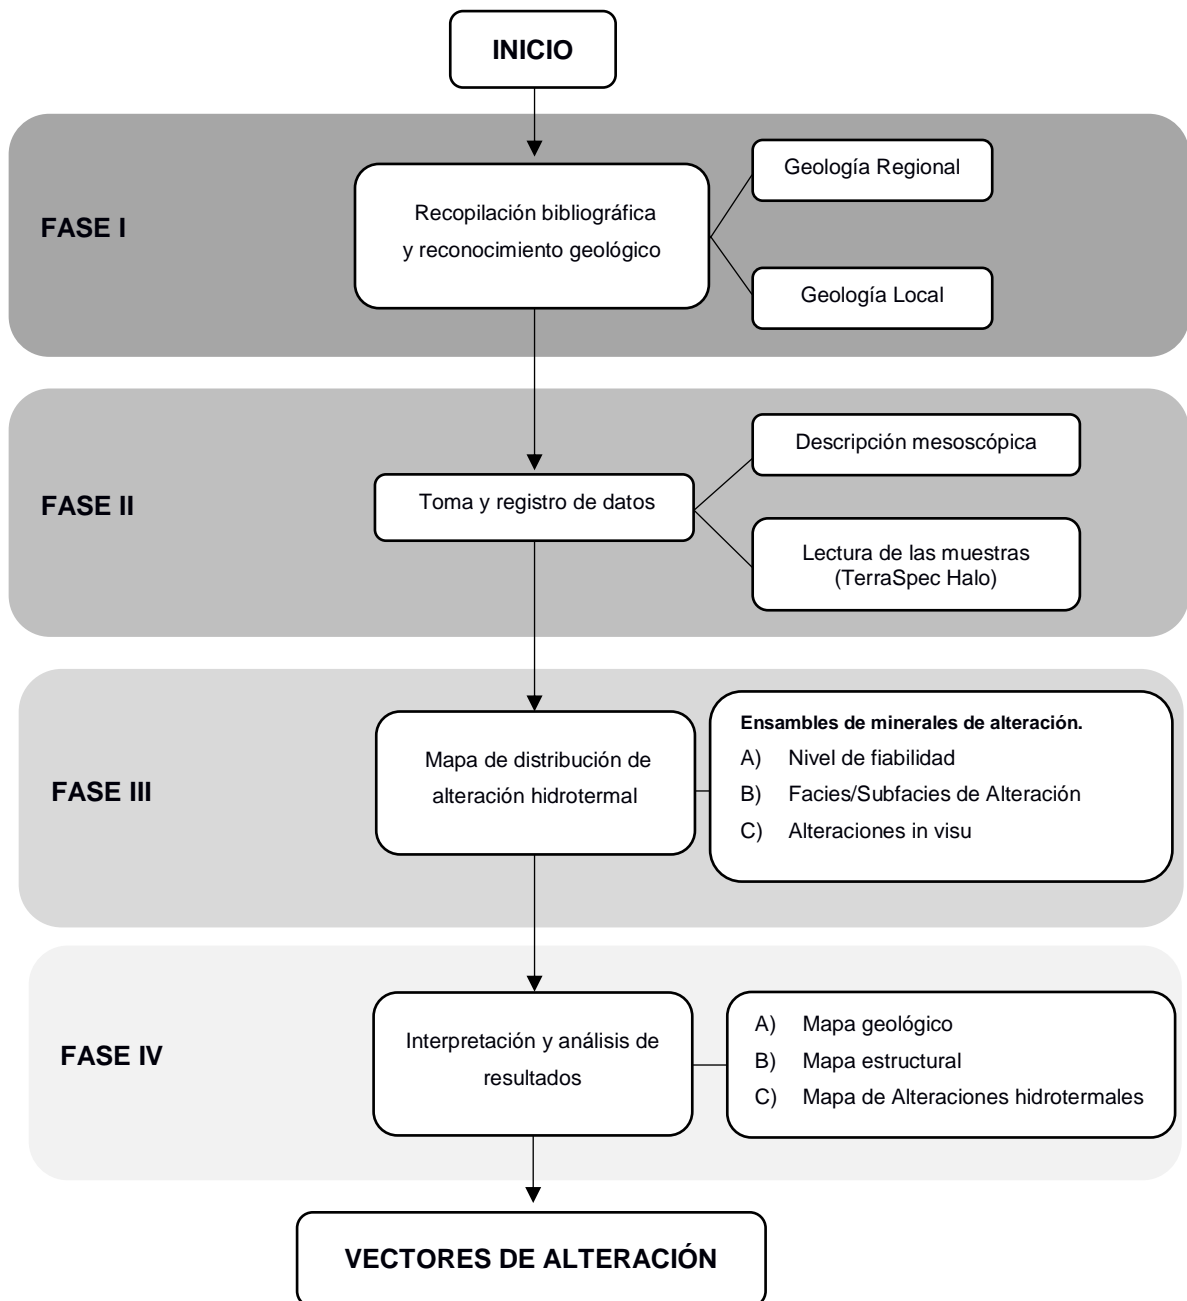 INICIO
FASE I
Recopilación bibliográfica
y reconocimiento geológico
Geología Regional
Geología Local
FASE II
Toma y registro de datos
Descripción mesoscópica
Lectura de las muestras
(TerraSpec Halo)
FASE III
Mapa de distribución de
alteración hidrotermal
Ensambles de minerales de alteración.
A) Nivel de fiabilidad
B) Facies/Subfacies de Alteración
C) Alteraciones in visu
FASE IV
Interpretación y análisis de
resultados
A) Mapa geológico
B) Mapa estructural
C) Mapa de Alteraciones hidrotermales
VECTORES DE ALTERACIÓN